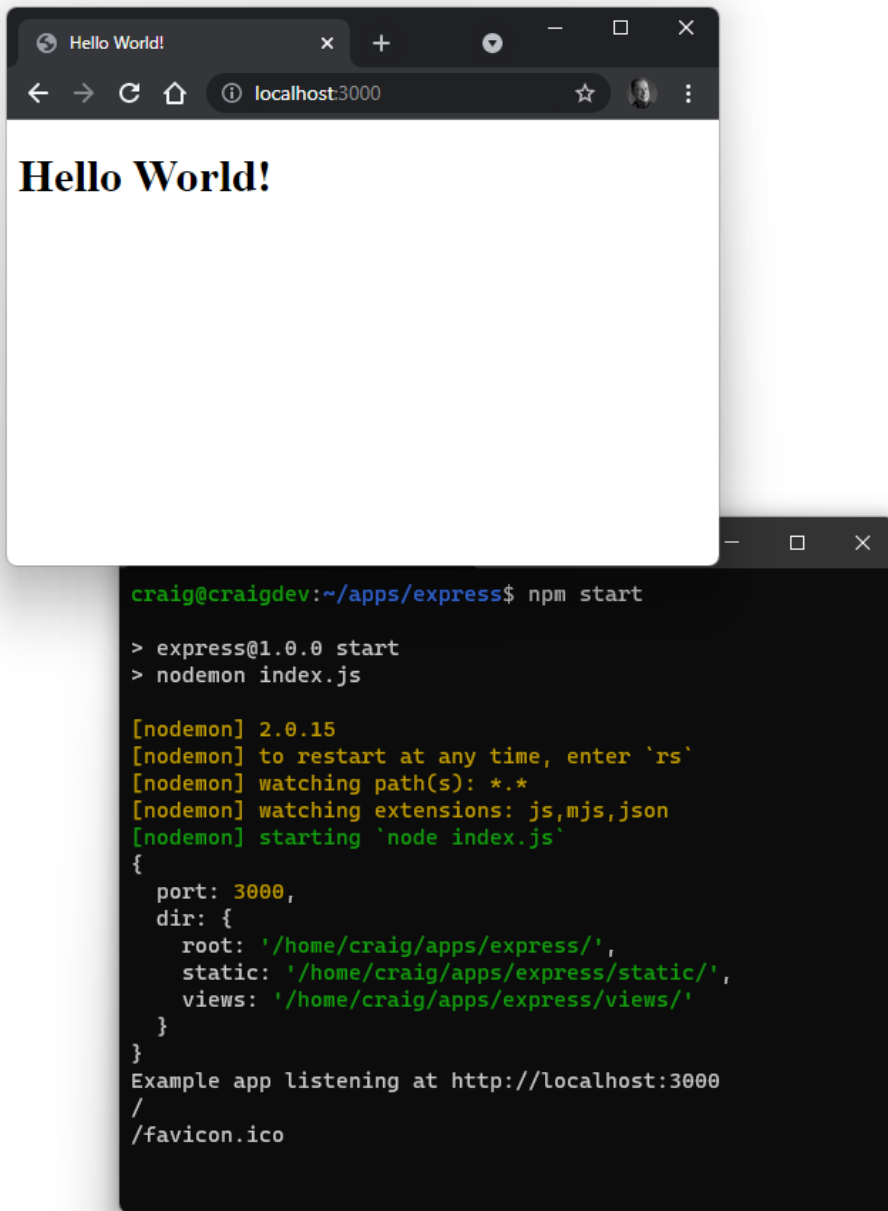 Hello World!
localhost:3000
Hello World!
craig@craigdev:~/apps/express$ npm start
> express@1.0.0 start
> nodemon index.js
[nodemon] 2.0.15
[nodemon] to restart at any time, enter `rs`
[nodemon] watching path(s): *.*
[nodemon] watching extensions: js,mjs,json
[nodemon] starting `node index.js`
{
  port: 3000,
  dir: {
    root: '/home/craig/apps/express/',
    static: '/home/craig/apps/express/static/',
    views: '/home/craig/apps/express/views/'
  }
}
Example app listening at http://localhost:3000
/
/favicon.ico